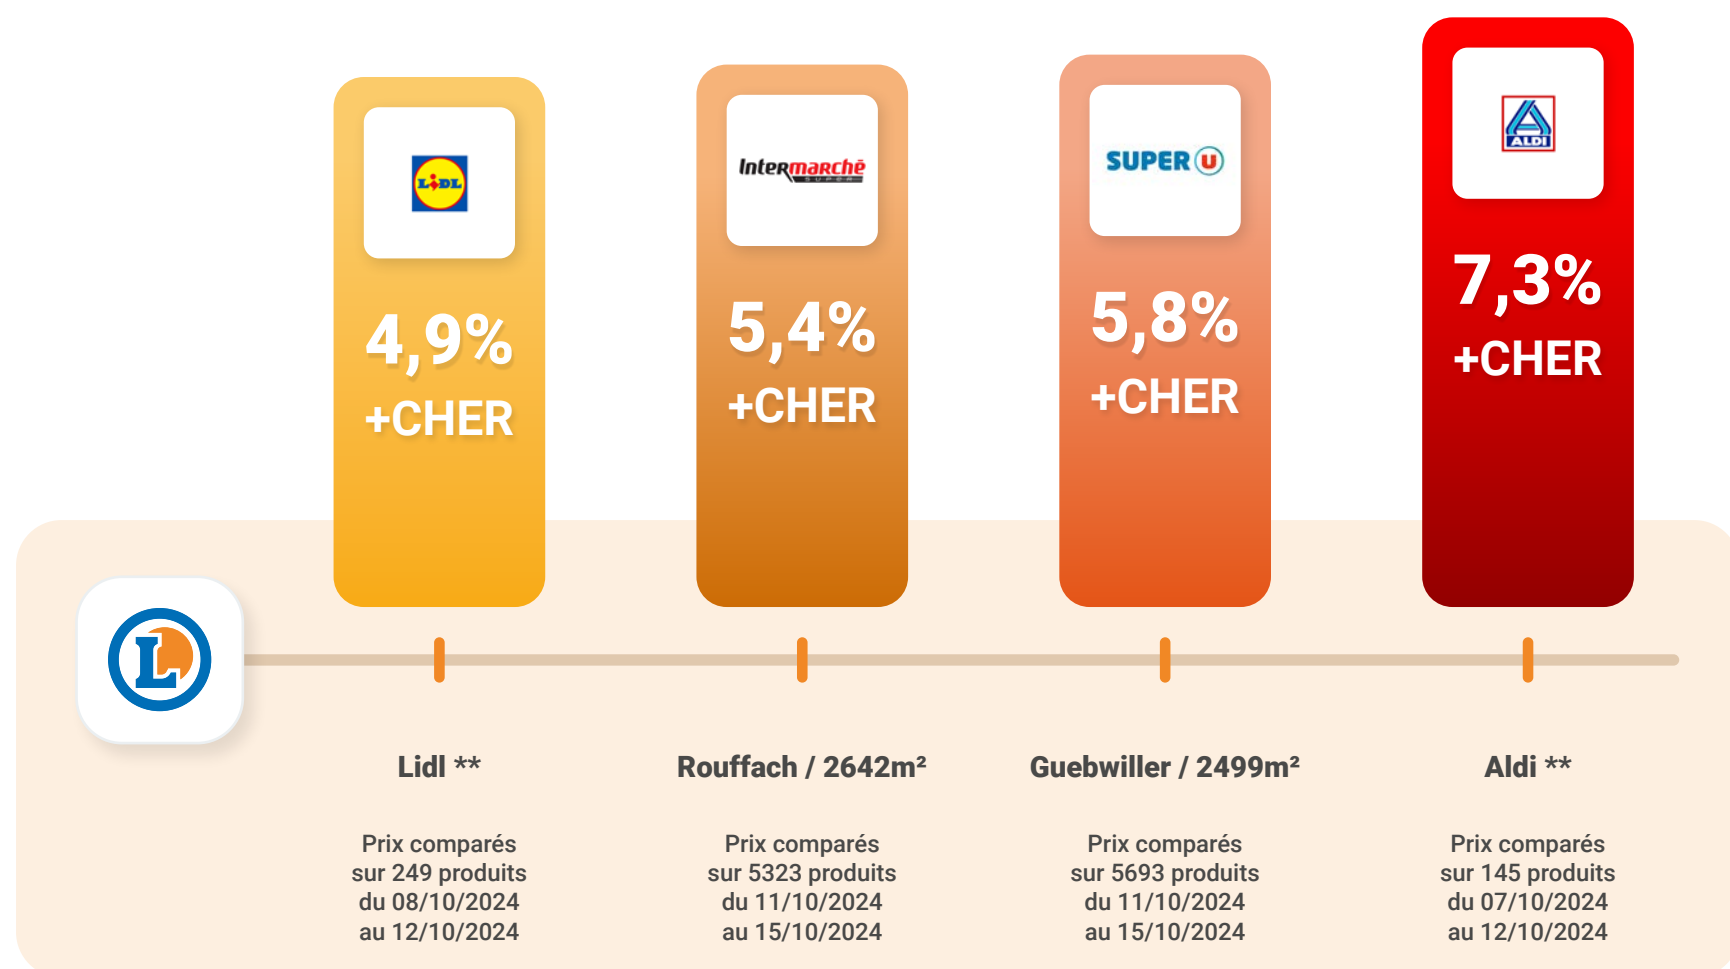 LIDL
4,9%
+CHER
Intermarchē
SUPER
5,4%
+CHER
SUPER U
5,8%
+CHER
ALDI
7,3%
+CHER
L
Lidl **
Prix comparés
sur 249 produits
du 08/10/2024
au 12/10/2024
Rouffach / 2642m²
Prix comparés
sur 5323 produits
du 11/10/2024
au 15/10/2024
Guebwiller / 2499m²
Prix comparés
sur 5693 produits
du 11/10/2024
au 15/10/2024
Aldi **
Prix comparés
sur 145 produits
du 07/10/2024
au 12/10/2024